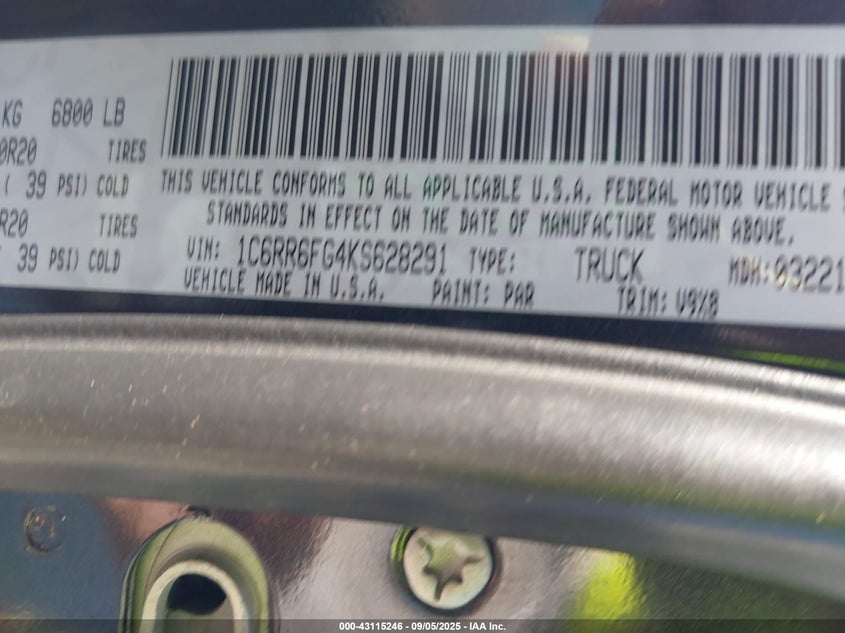 KG 6800 LB
0R20 TIRES
( 39 PSI) COLD
R20 TIRES
39 PSI) COLD
THIS VEHICLE CONFORMS TO ALL APPLICABLE U.S.A. FEDERAL MOTOR VEHICLE S
STANDARDS IN EFFECT ON THE DATE OF MANUFACTURE SHOWN ABOVE.
VIN: 1C6RR6FG4KS628291 TYPE: TRUCK MDH:03221
VEHICLE MADE IN U.S.A. PAINT: PAR TRIM: V9X8
000-43115246 - 09/05/2025 - IAA Inc.